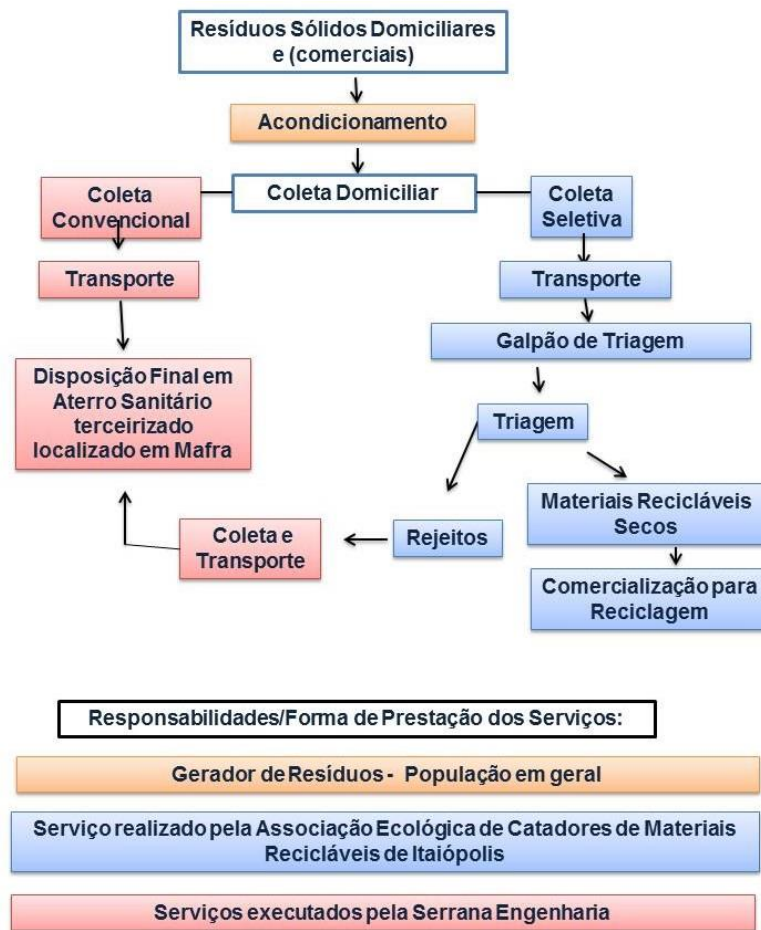 Resíduos Sólidos Domiciliares
e (comerciais)
Acondicionamento
Coleta Domiciliar
Coleta
Convencional
Coleta
Seletiva
Transporte
Transporte
Galpão de Triagem
Disposição Final em
Aterro Sanitário
terceirizado
localizado em Mafra
Triagem
Materiais Recicláveis
Secos
Coleta e
Transporte
Rejeitos
Comercialização para
Reciclagem
Responsabilidades/Forma de Prestação dos Serviços:
Gerador de Resíduos - População em geral
Serviço realizado pela Associação Ecológica de Catadores de Materiais
Recicláveis de Itaiópolis
Serviços executados pela Serrana Engenharia